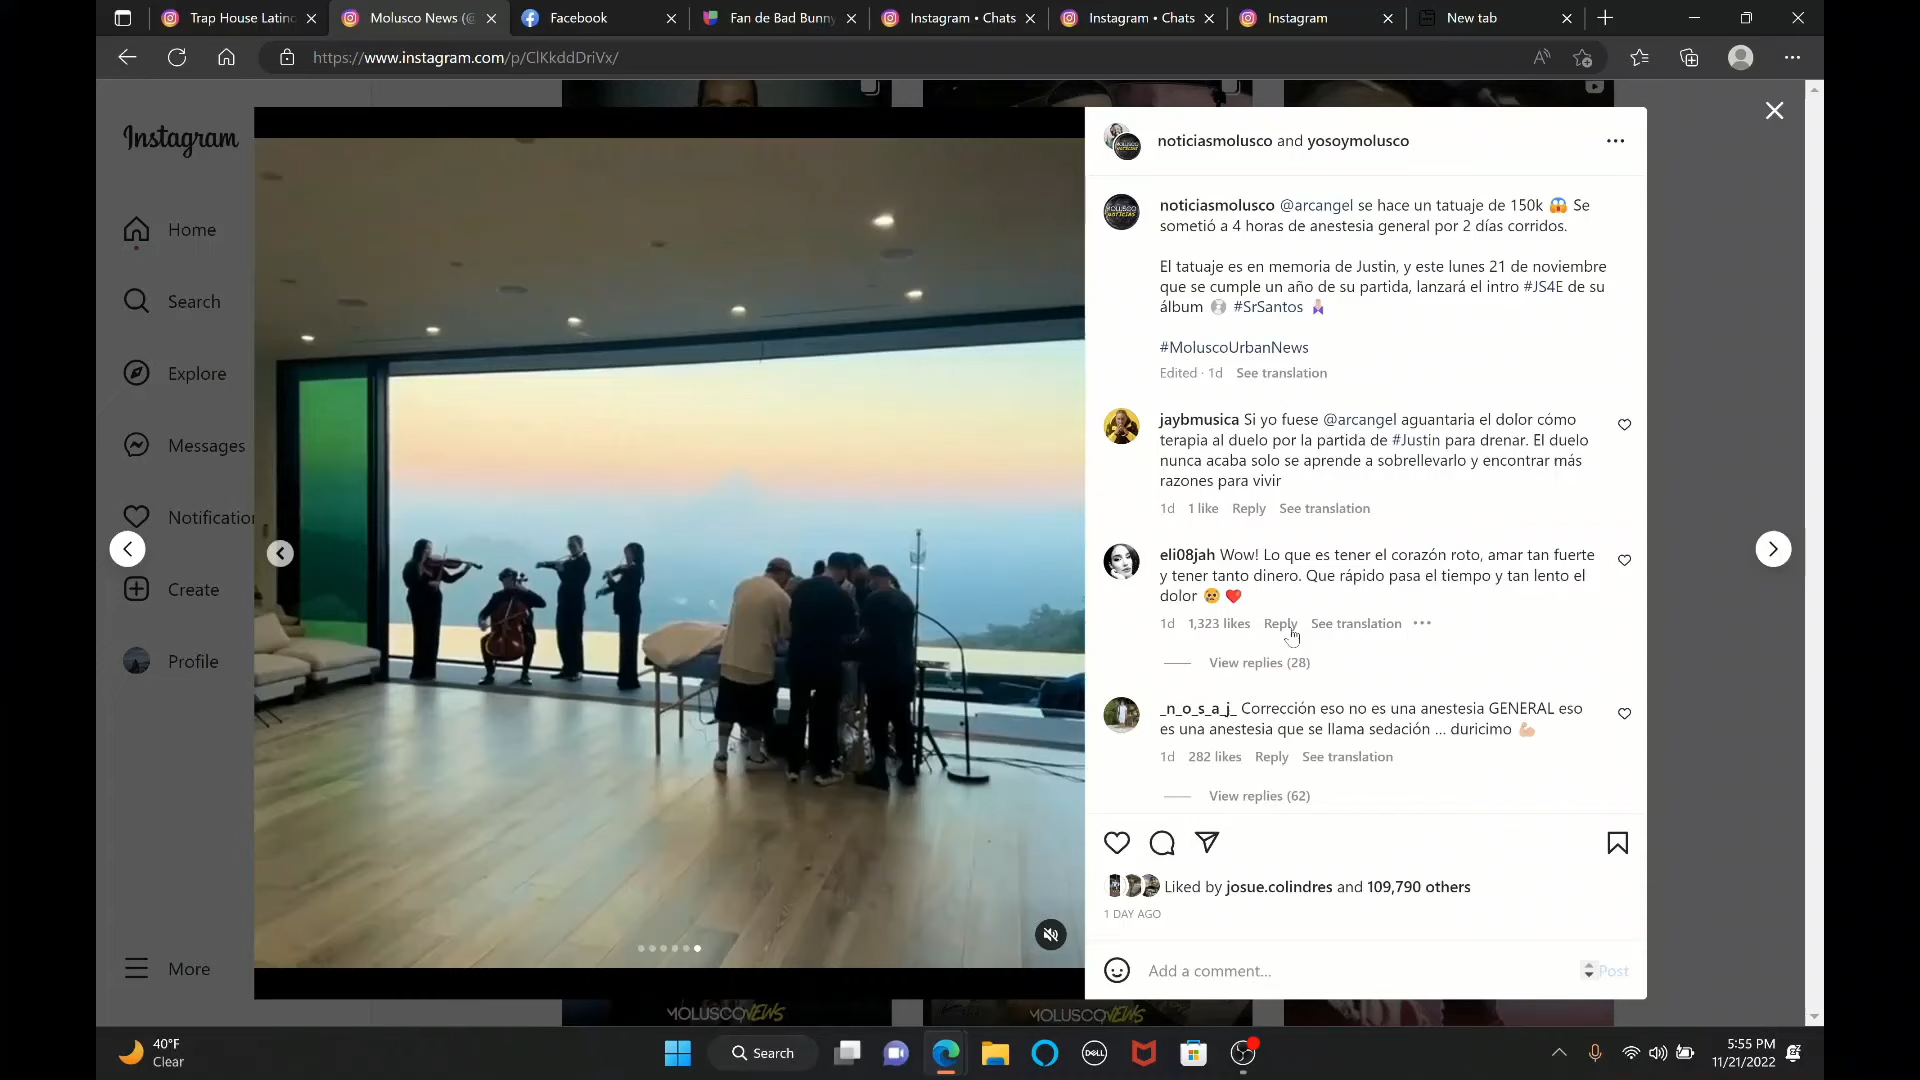 Trap House Latino
Molusco News (@
Facebook
Fan de Bad Bunny
Instagram • Chats
Instagram • Chats
Instagram
New tab
https://www.instagram.com/p/ClKkddDriVx/
Instagram
Home
Search
Explore
Messages
Notification
Create
Profile
More
noticiasmolusco and yosoymolusco
noticiasmolusco @arcangel se hace un tatuaje de 150k 😱 Se
sometió a 4 horas de anestesia general por 2 días corridos.
El tatuaje es en memoria de Justin, y este lunes 21 de noviembre
que se cumple un año de su partida, lanzará el intro #JS4E de su
álbum 💿 #SrSantos 🧜🏻‍♀️
#MoluscoUrbanNews
Edited · 1d See translation
jaybmusica Si yo fuese @arcangel aguantaria el dolor cómo
terapia al duelo por la partida de #Justin para drenar. El duelo
nunca acaba solo se aprende a sobrellevarlo y encontrar más
razones para vivir
1d 1 like Reply See translation
eli08jah Wow! Lo que es tener el corazón roto, amar tan fuerte
y tener tanto dinero. Que rápido pasa el tiempo y tan lento el
dolor 😢 ❤️
1d 1,323 likes Reply See translation •••
View replies (28)
_n_o_s_a_j_ Corrección eso no es una anestesia GENERAL eso
es una anestesia que se llama sedación ... duricimo 💪🏼
1d 282 likes Reply See translation
View replies (62)
Liked by josue.colindres and 109,790 others
1 DAY AGO
Add a comment...
Post
MOLUSCONEWS
MOLUSCONEWS
40°F
Clear
Search
DELL
5:55 PM
11/21/2022